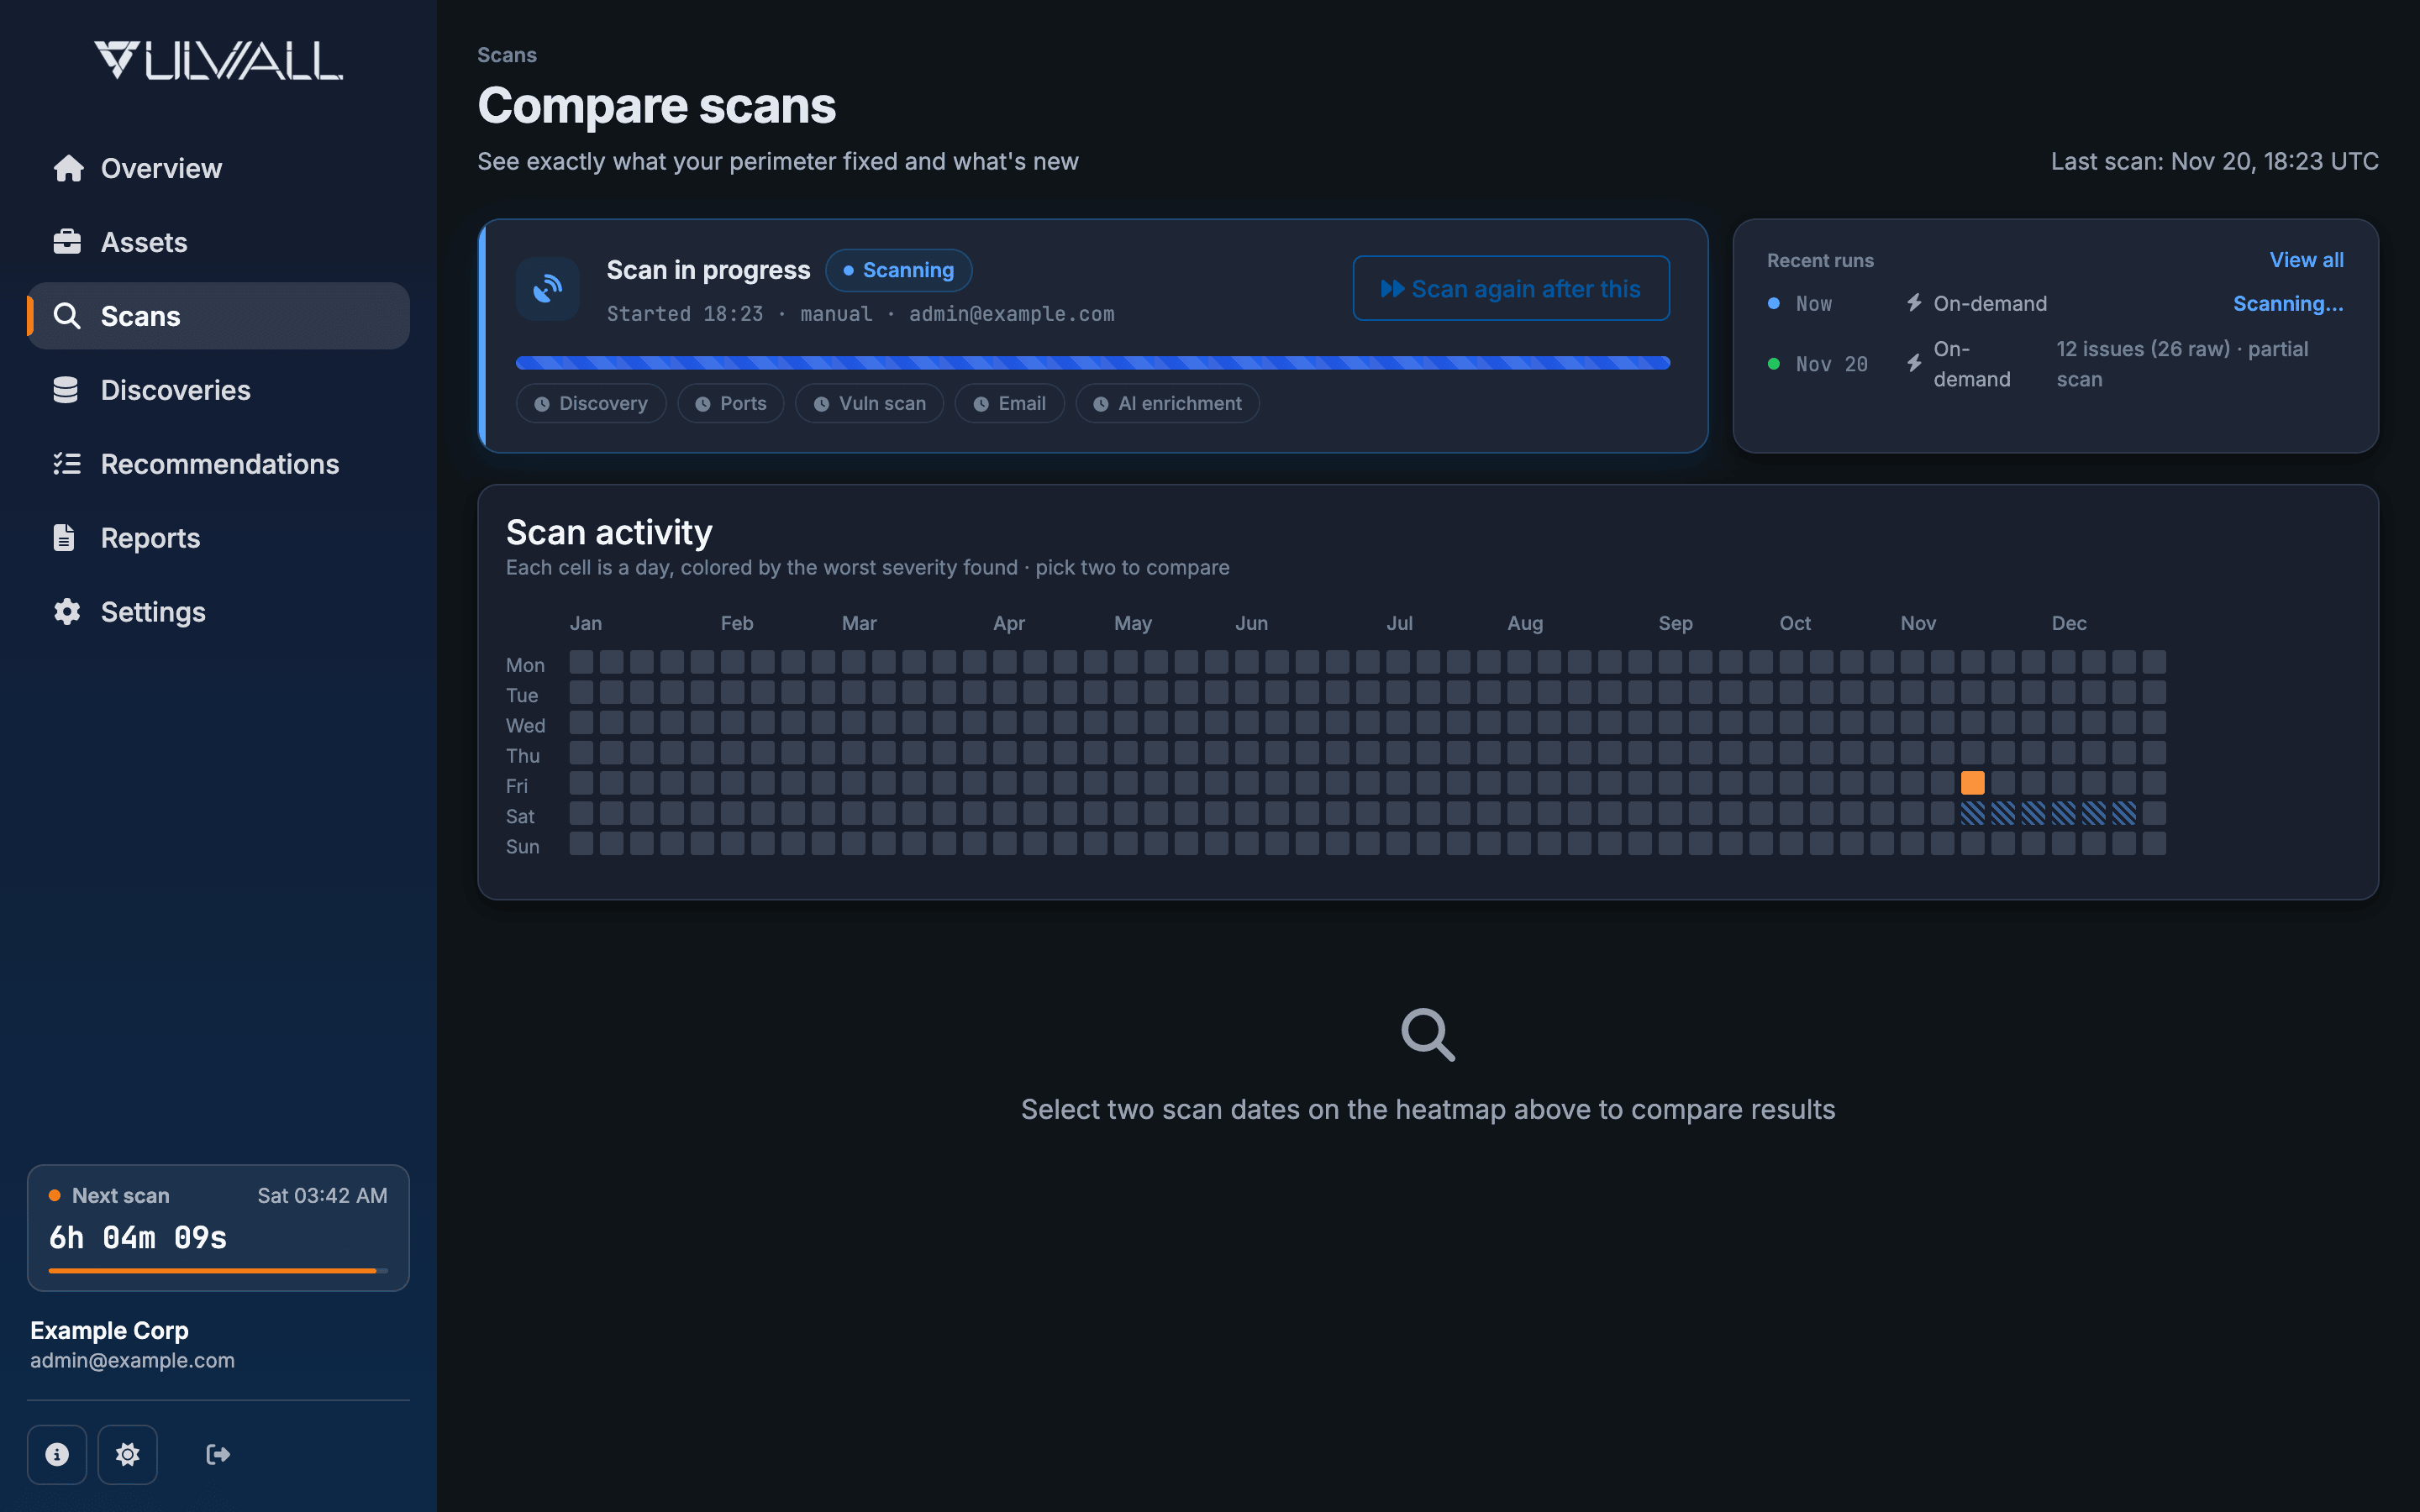 VULWALL
Overview
Assets
Scans
Discoveries
Recommendations
Reports
Settings
Next scan Sat 03:42 AM
6h 04m 09s
Example Corp
admin@example.com
Scans
Compare scans
See exactly what your perimeter fixed and what's new
Last scan: Nov 20, 18:23 UTC
Scan in progress Scanning
Started 18:23 · manual · admin@example.com
Scan again after this
Discovery Ports Vuln scan Email AI enrichment
Recent runs View all
Now On-demand Scanning...
Nov 20 On-demand 12 issues (26 raw) · partial scan
Scan activity
Each cell is a day, colored by the worst severity found · pick two to compare
Jan Feb Mar Apr May Jun Jul Aug Sep Oct Nov Dec
Mon
Tue
Wed
Thu
Fri
Sat
Sun
Select two scan dates on the heatmap above to compare results